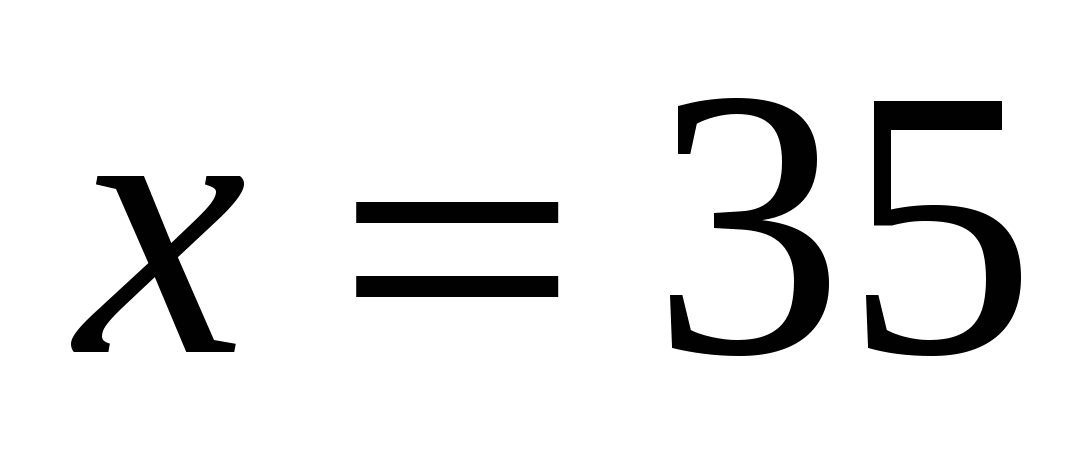 x = 35